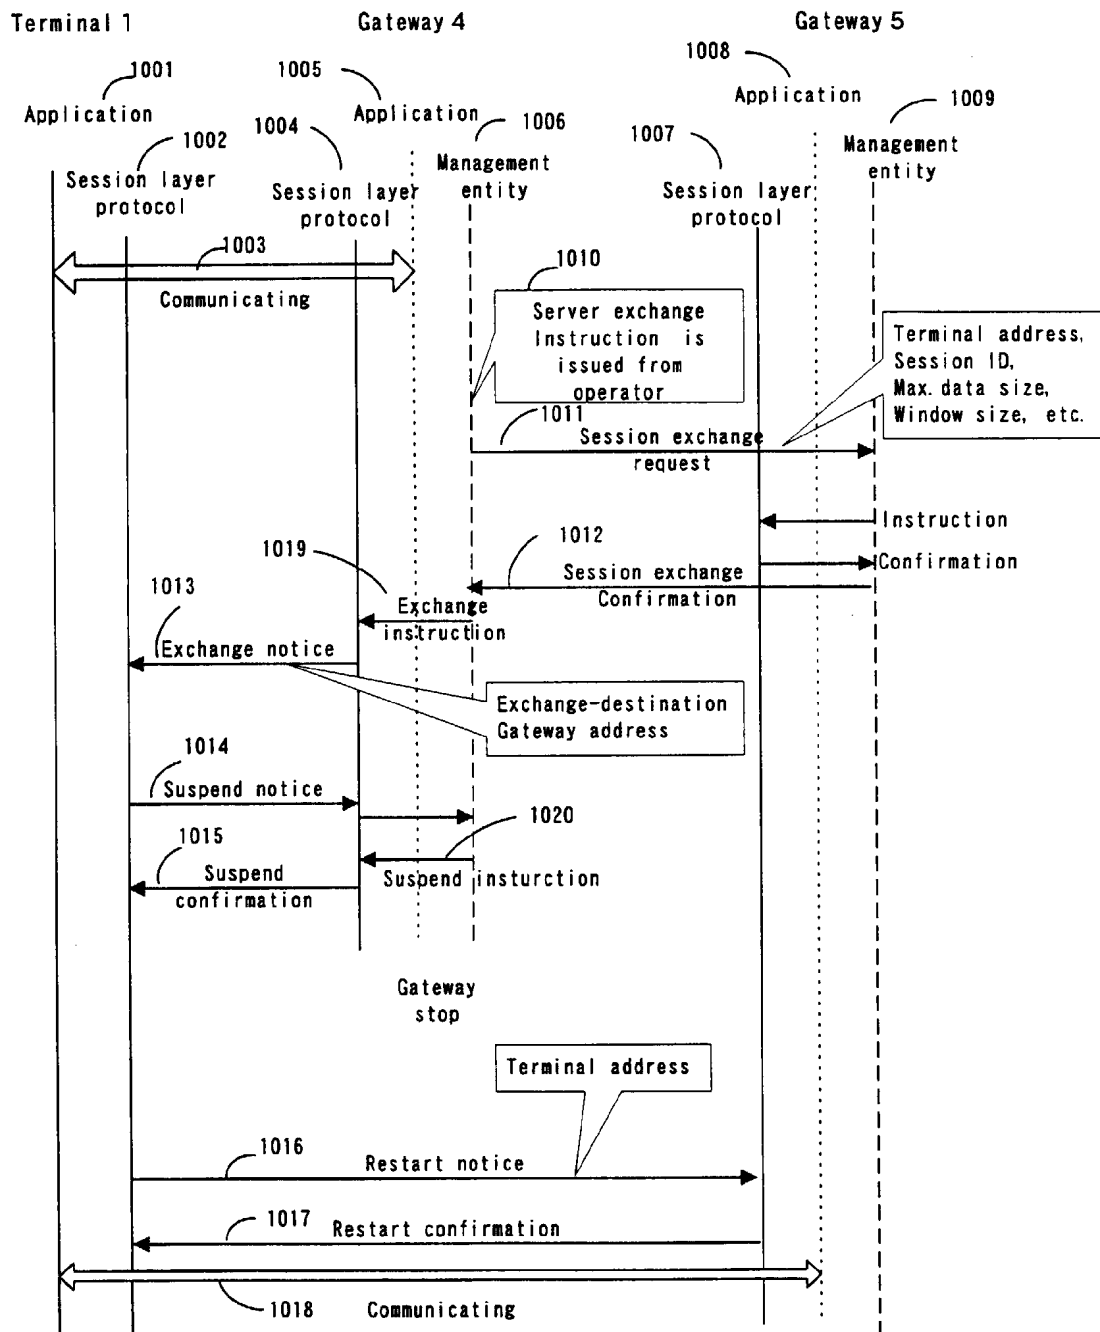 Terminal 1
Gateway 4
Gateway 5
1001
1005
1008
Application
Application
Application
1009
1002
1004
1006
1007
Session layer
protocol
Session layer
protocol
Management
entity
Session layer
protocol
Management
entity
1003
Communicating
1010
Server exchange
Instruction is
issued from
operator
Terminal address,
Session ID,
Max. data size,
Window size, etc.
1011
Session exchange
request
Instruction
1019
1012
Confirmation
1013
Session exchange
Confirmation
Exchange
instruction
Exchange notice
Exchange-destination
Gateway address
1014
Suspend notice
1020
1015
Suspend
confirmation
Suspend insturction
Gateway
stop
Terminal address
1016
Restart notice
1017
Restart confirmation
1018
Communicating